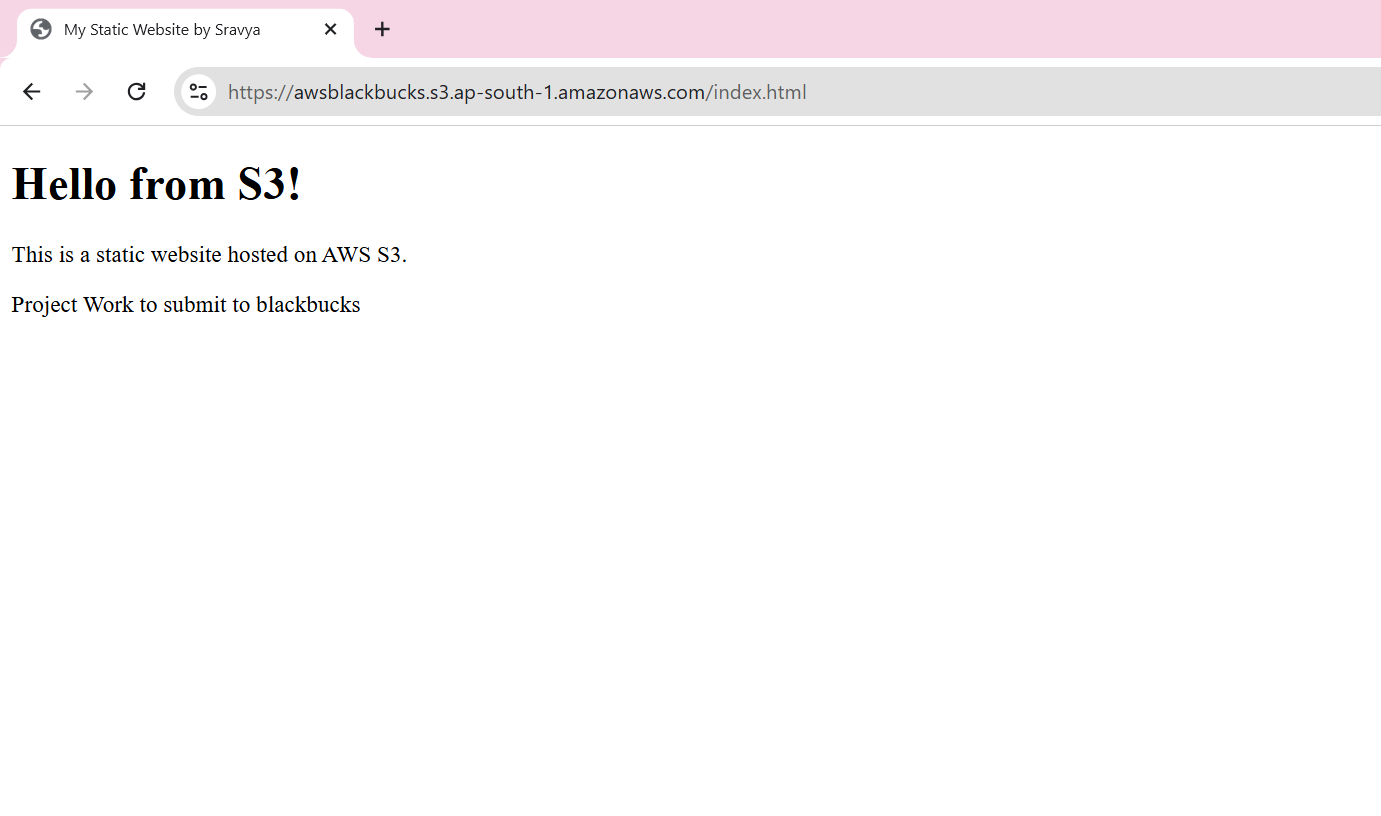 My Static Website by Sravya
https://awsblackbucks.s3.ap-south-1.amazonaws.com/index.html
Hello from S3!
This is a static website hosted on AWS S3.
Project Work to submit to blackbucks